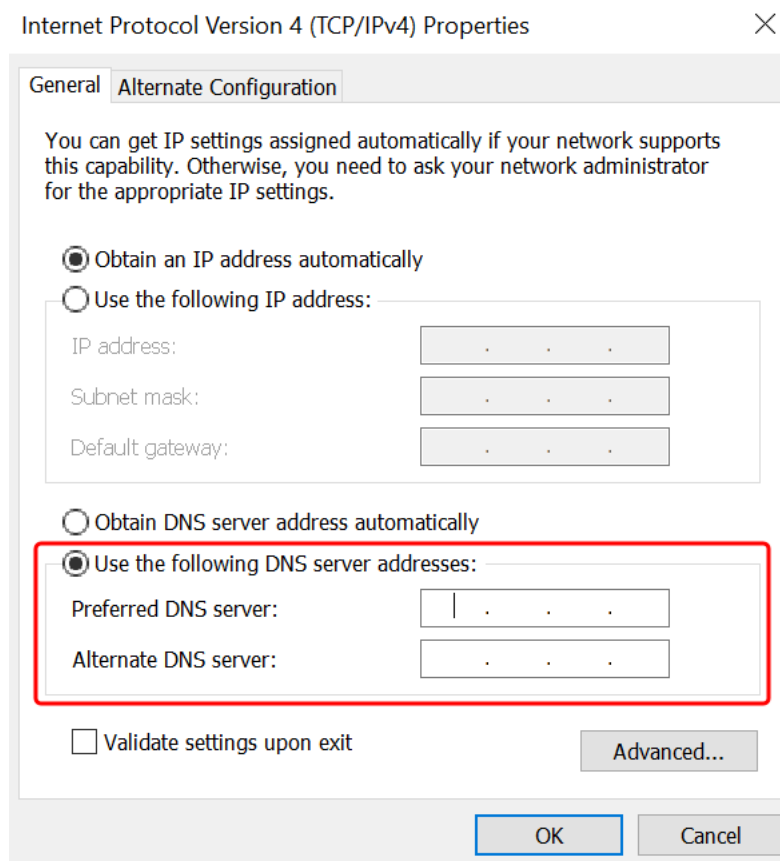 Internet Protocol Version 4 (TCP/IPv4) Properties
General
Alternate Configuration
You can get IP settings assigned automatically if your network supports
this capability. Otherwise, you need to ask your network administrator
for the appropriate IP settings.
Obtain an IP address automatically
Use the following IP address:
IP address:
Subnet mask:
Default gateway:
Obtain DNS server address automatically
Use the following DNS server addresses:
Preferred DNS server:
Alternate DNS server:
Validate settings upon exit
Advanced...
OK
Cancel